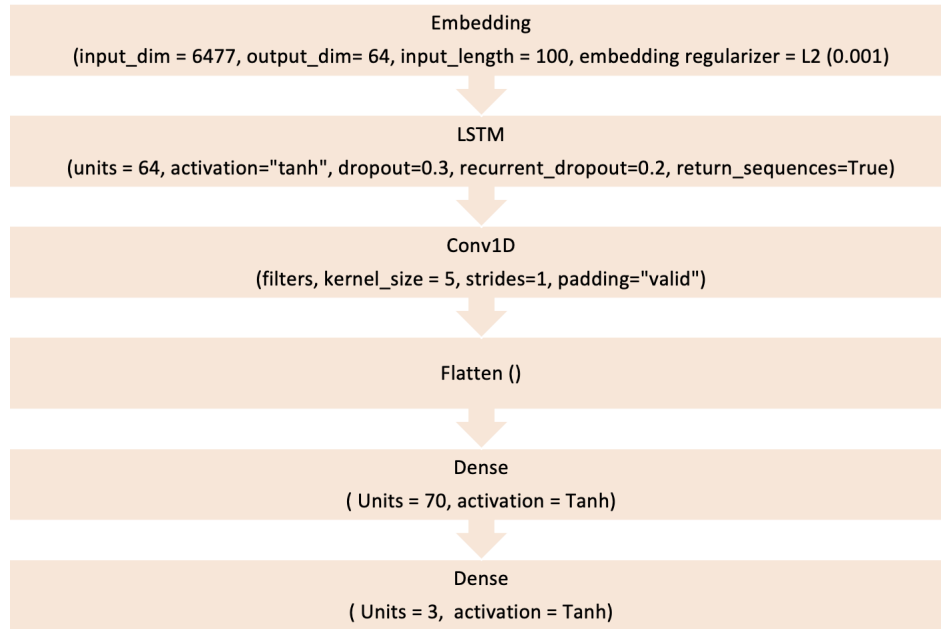 Embedding
(input_dim = 6477, output_dim= 64, input_length = 100, embedding regularizer = L2 (0.001)
LSTM
(units = 64, activation="tanh", dropout=0.3, recurrent_dropout=0.2, return_sequences=True)
Conv1D
(filters, kernel_size = 5, strides=1, padding="valid")
Flatten ()
Dense
( Units = 70, activation = Tanh)
Dense
( Units = 3,  activation = Tanh)